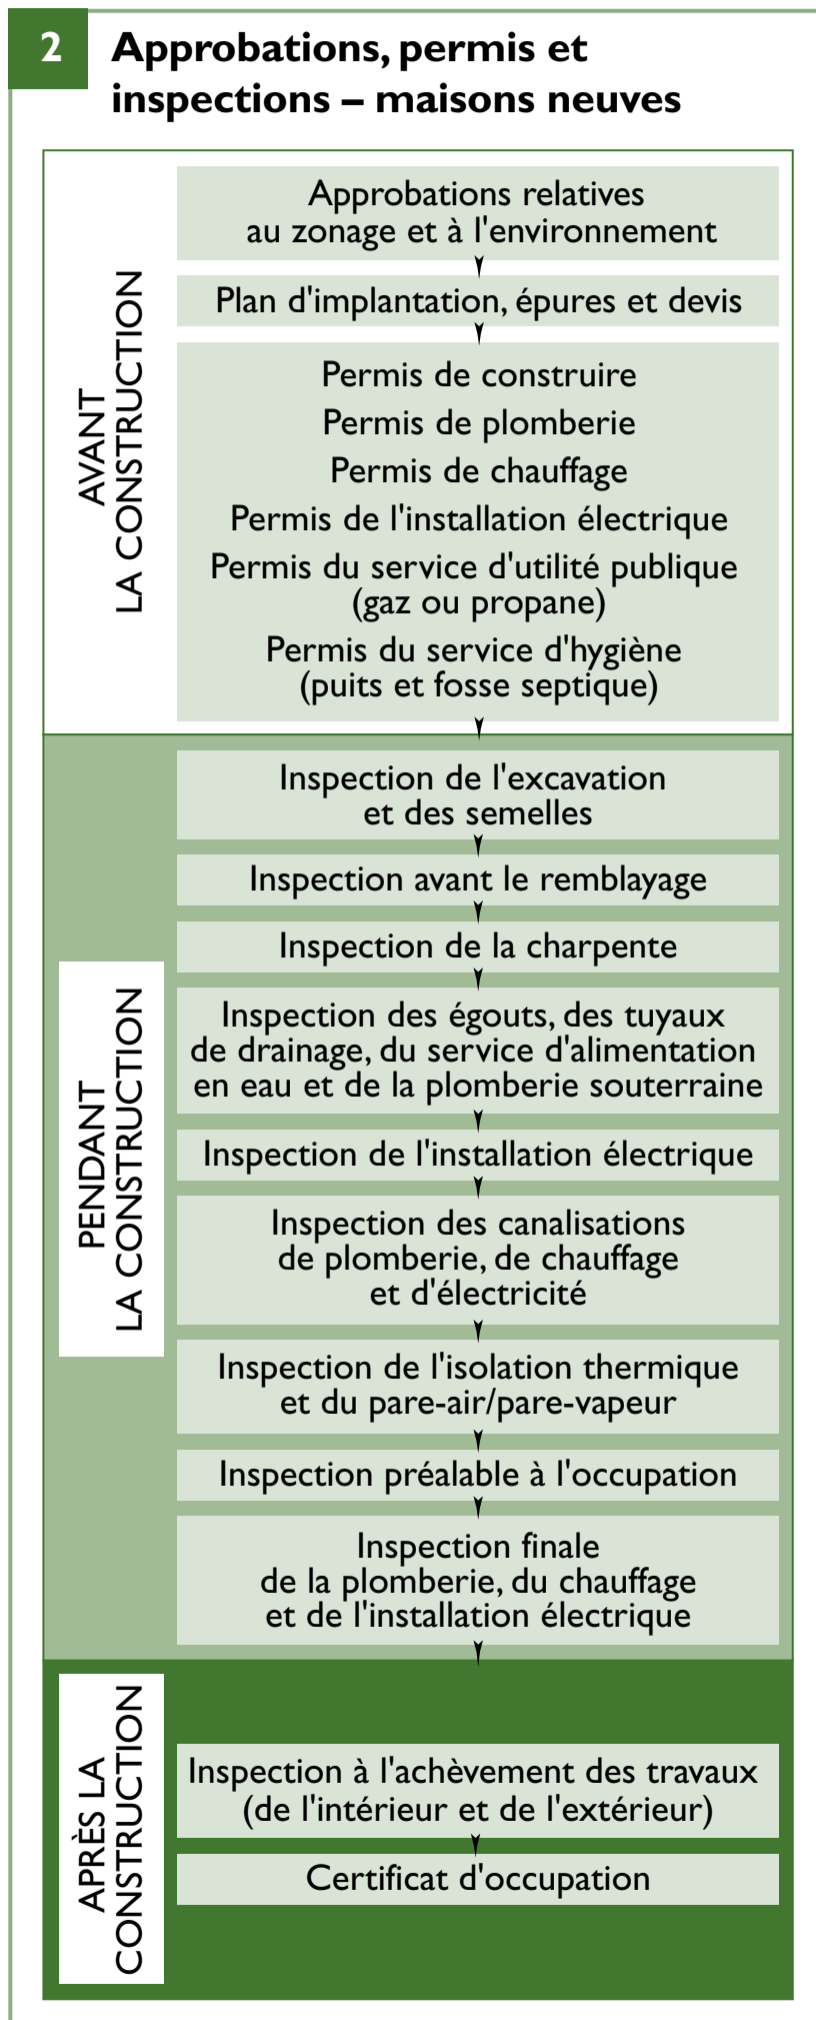 2
Approbations, permis et
inspections – maisons neuves
AVANT
LA CONSTRUCTION
Approbations relatives
au zonage et à l'environnement
Plan d'implantation, épures et devis
Permis de construire
Permis de plomberie
Permis de chauffage
Permis de l'installation électrique
Permis du service d'utilité publique
(gaz ou propane)
Permis du service d'hygiène
(puits et fosse septique)
PENDANT
LA CONSTRUCTION
Inspection de l'excavation
et des semelles
Inspection avant le remblayage
Inspection de la charpente
Inspection des égouts, des tuyaux
de drainage, du service d'alimentation
en eau et de la plomberie souterraine
Inspection de l'installation électrique
Inspection des canalisations
de plomberie, de chauffage
et d'électricité
Inspection de l'isolation thermique
et du pare-air/pare-vapeur
Inspection préalable à l'occupation
Inspection finale
de la plomberie, du chauffage
et de l'installation électrique
APRÈS LA
CONSTRUCTION
Inspection à l'achèvement des travaux
(de l'intérieur et de l'extérieur)
Certificat d'occupation